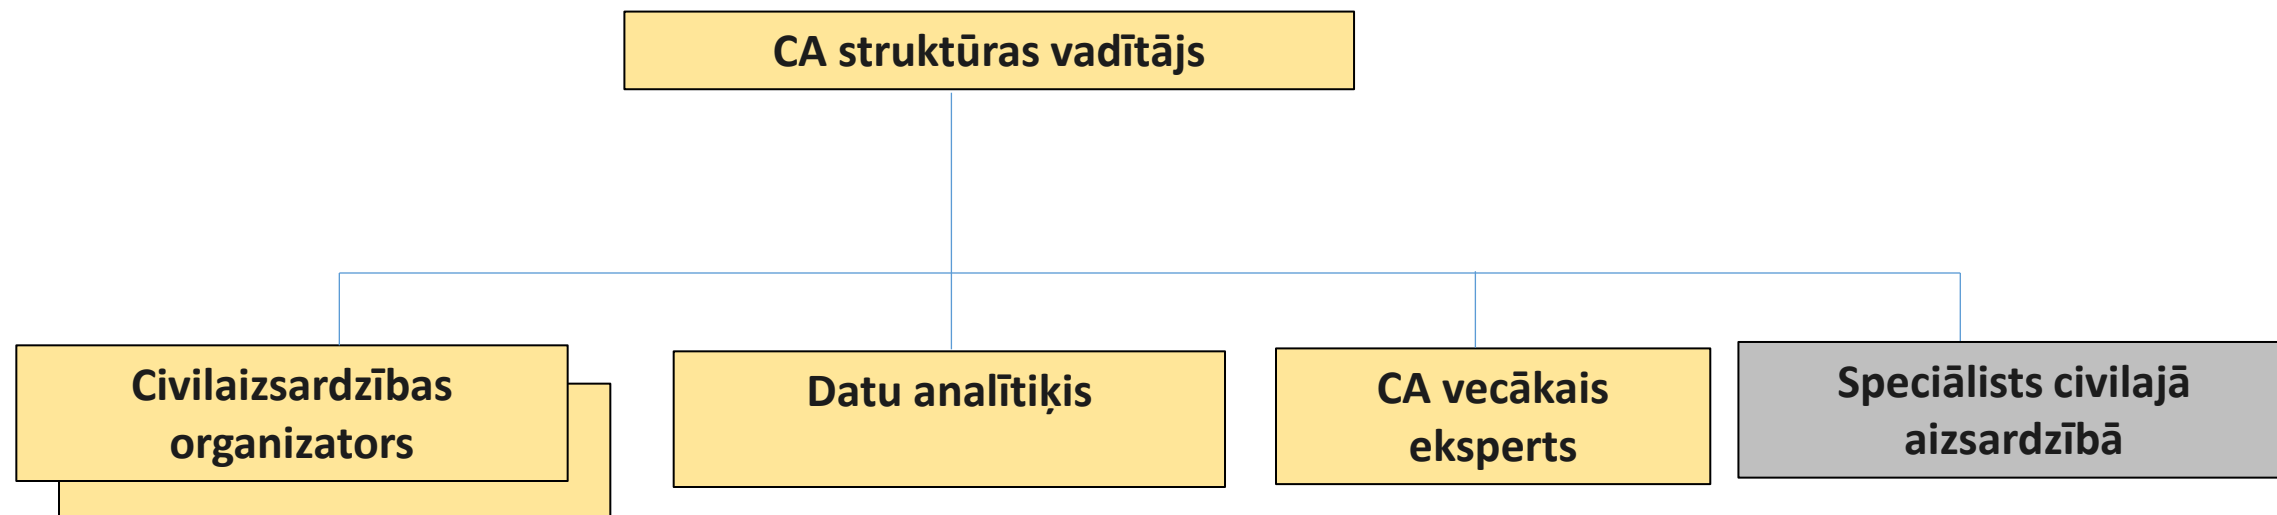 CA struktūras vadītājs
Civilaizsardzības
organizators
Datu analītiķis
CA vecākais
eksperts
Speciālists civilajā
aizsardzībā